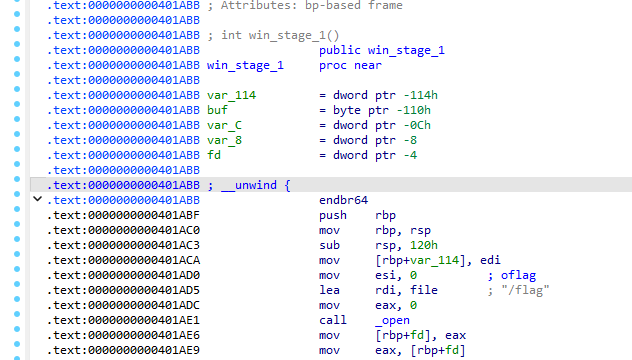 .text:0000000000401ABB ; Attributes: bp-based frame
.text:0000000000401ABB
.text:0000000000401ABB ; int win_stage_1()
.text:0000000000401ABB                 public win_stage_1
.text:0000000000401ABB win_stage_1     proc near
.text:0000000000401ABB
.text:0000000000401ABB var_114         = dword ptr -114h
.text:0000000000401ABB buf             = byte ptr -110h
.text:0000000000401ABB var_C           = dword ptr -0Ch
.text:0000000000401ABB var_8           = dword ptr -8
.text:0000000000401ABB fd              = dword ptr -4
.text:0000000000401ABB
.text:0000000000401ABB ; __unwind {
.text:0000000000401ABB                 endbr64
.text:0000000000401ABF                 push    rbp
.text:0000000000401AC0                 mov     rbp, rsp
.text:0000000000401AC3                 sub     rsp, 120h
.text:0000000000401ACA                 mov     [rbp+var_114], edi
.text:0000000000401AD0                 mov     esi, 0          ; oflag
.text:0000000000401AD5                 lea     rdi, file       ; "/flag"
.text:0000000000401ADC                 mov     eax, 0
.text:0000000000401AE1                 call    _open
.text:0000000000401AE6                 mov     [rbp+fd], eax
.text:0000000000401AE9                 mov     eax, [rbp+fd]